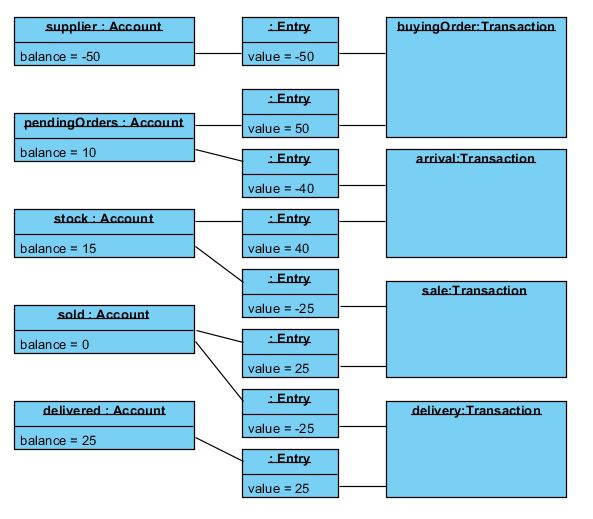 supplier : Account
balance = -50
: Entry
value = -50
buyingOrder:Transaction
: Entry
value = 50
pendingOrders : Account
balance = 10
: Entry
value = -40
arrival:Transaction
stock : Account
balance = 15
: Entry
value = 40
: Entry
value = -25
sale:Transaction
sold : Account
balance = 0
: Entry
value = 25
: Entry
value = -25
delivery:Transaction
delivered : Account
balance = 25
: Entry
value = 25